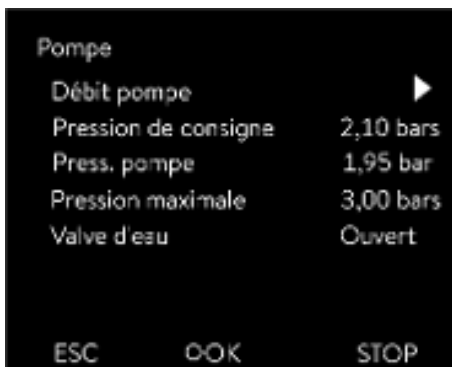 Pompe
Débit pompe
Pression de consigne 2,10 bars
Press. pompe 1,95 bar
Pression maximale 3,00 bars
Valve d'eau Ouvert
ESC OOK STOP